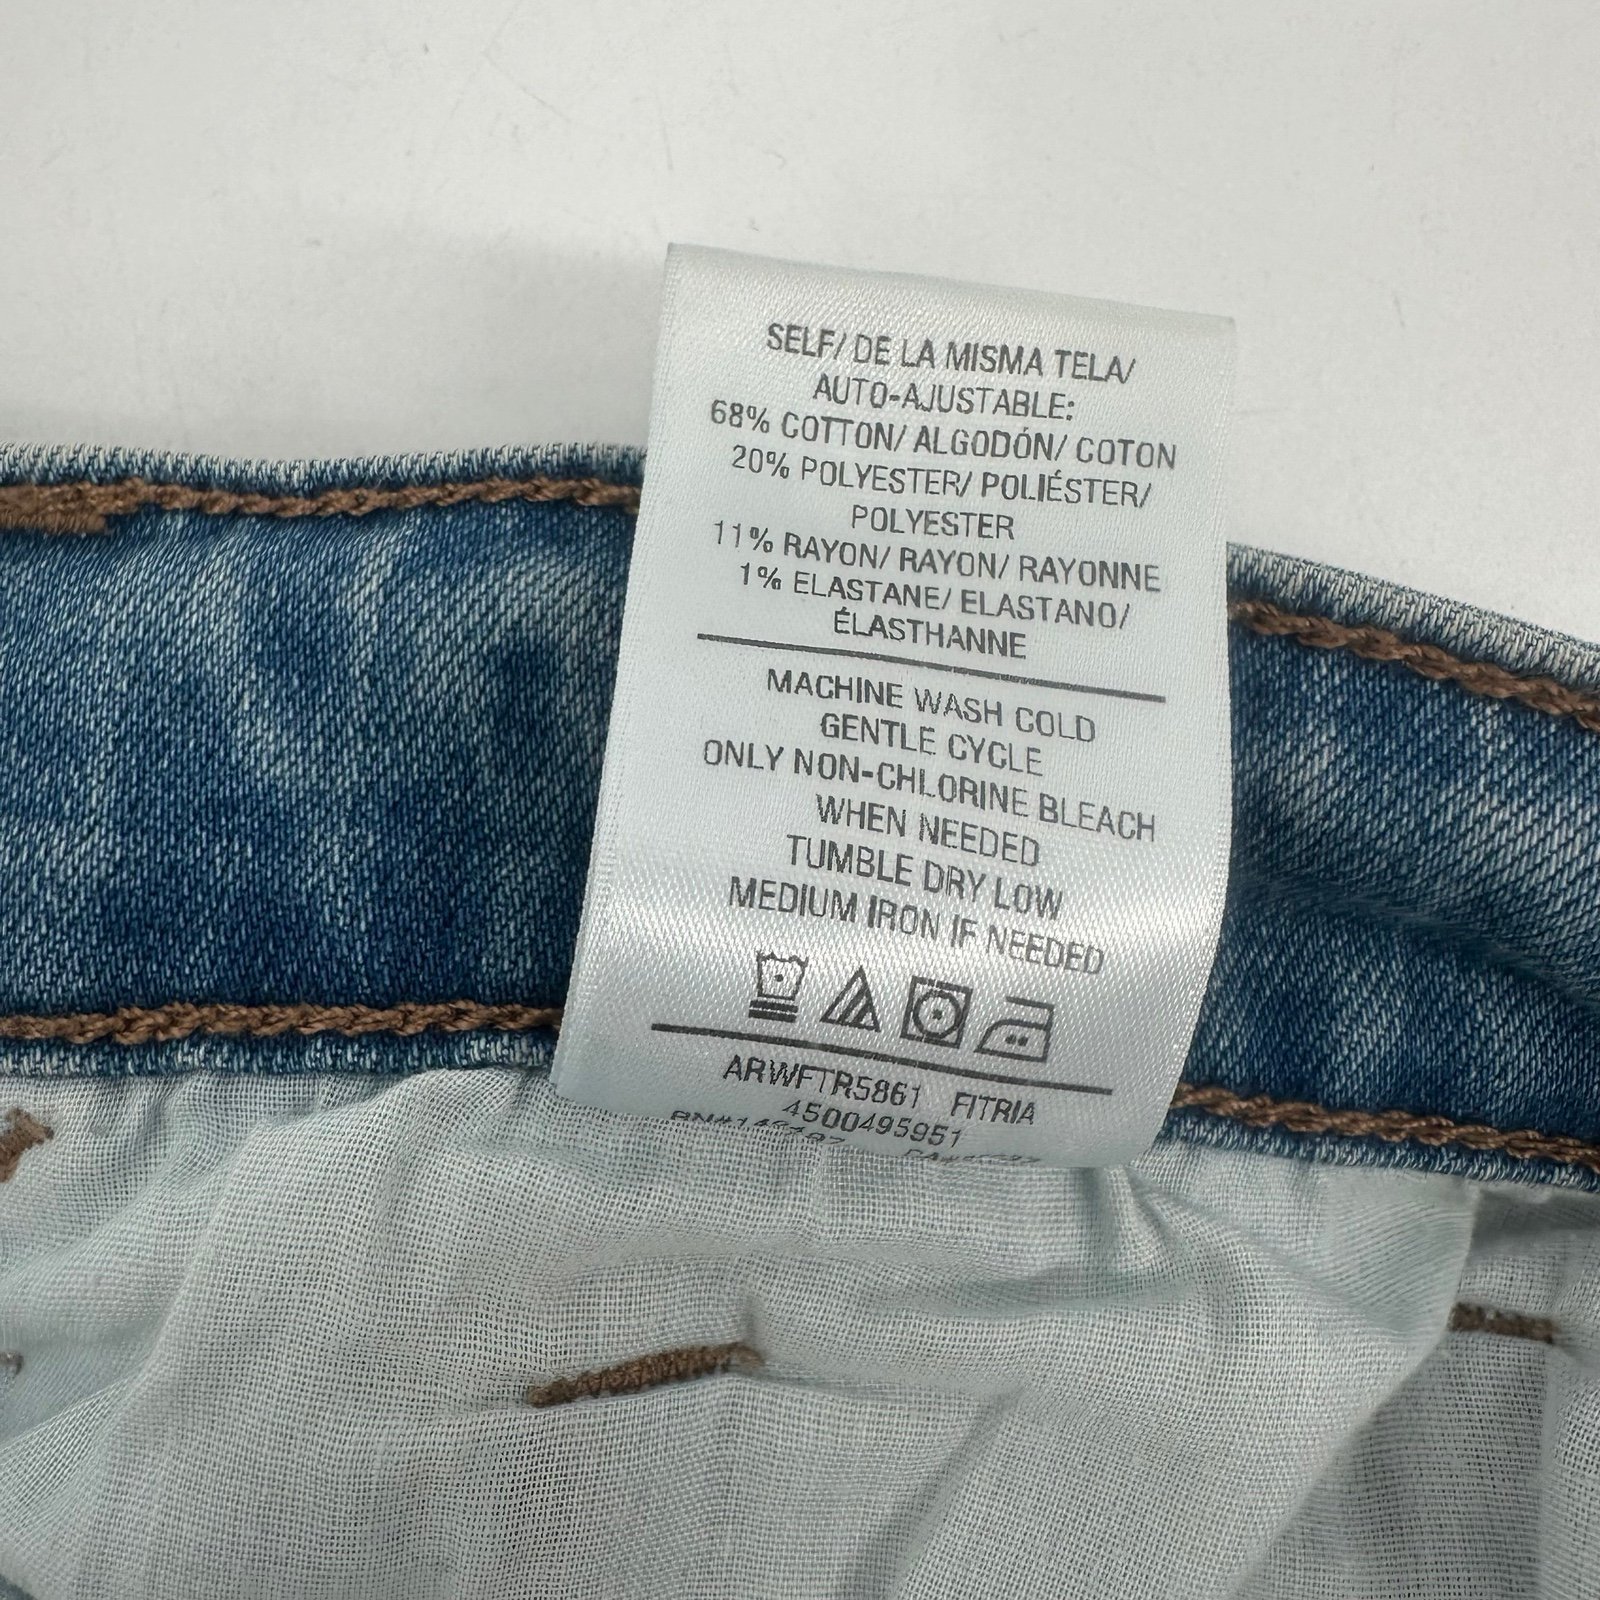 SELF/ DE LA MISMA TELA/
AUTO-AJUSTABLE:
68% COTTON/ ALGODÓN/ COTON
20% POLYESTER/ POLIÉSTER/
POLYESTER
11% RAYON/ RAYON/ RAYONNE
1% ELASTANE/ ELASTANO/
ÉLASTHANNE
MACHINE WASH COLD
GENTLE CYCLE
ONLY NON-CHLORINE BLEACH
WHEN NEEDED
TUMBLE DRY LOW
MEDIUM IRON IF NEEDED
ARWFTR5861 FITRIA
4500495951